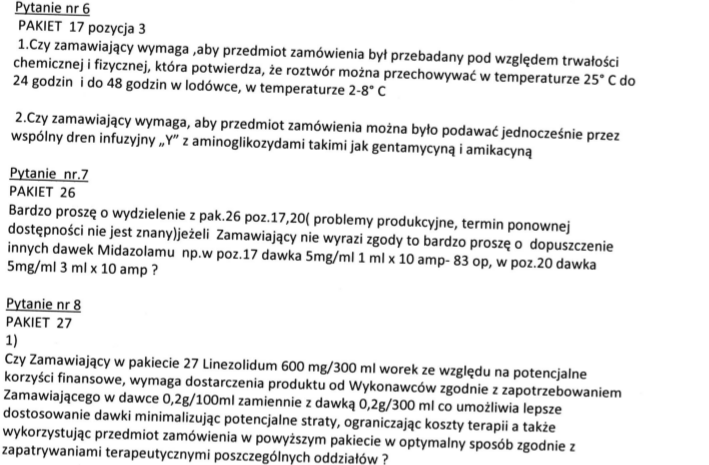 Pytanie nr 6
PAKIET 17 pozycja 3
1.Czy zamawiający wymaga ,aby przedmiot zamówienia był przebadany pod względem trwałości
chemicznej i fizycznej, która potwierdza, że roztwór można przechowywać w temperaturze 25° C do
24 godzin i do 48 godzin w lodówce, w temperaturze 2-8° C
2.Czy zamawiający wymaga, aby przedmiot zamówienia można było podawać jednocześnie przez
wspólny dren infuzyjny „Y” z aminoglikozydami takimi jak gentamycyną i amikacyną
Pytanie nr.7
PAKIET 26
Bardzo proszę o wydzielenie z pak.26 poz.17,20( problemy produkcyjne, termin ponownej
dostępności nie jest znany)jeżeli Zamawiający nie wyrazi zgody to bardzo proszę o dopuszczenie
innych dawek Midazolamu np.w poz.17 dawka 5mg/ml 1 ml x 10 amp- 83 op, w poz.20 dawka
5mg/ml 3 ml x 10 amp ?
Pytanie nr 8
PAKIET 27
1)
Czy Zamawiający w pakiecie 27 Linezolidum 600 mg/300 ml worek ze względu na potencjalne
korzyści finansowe, wymaga dostarczenia produktu od Wykonawców zgodnie z zapotrzebowaniem
Zamawiającego w dawce 0,2g/100ml zamiennie z dawką 0,2g/300 ml co umożliwia lepsze
dostosowanie dawki minimalizując potencjalne straty, ograniczając koszty terapii a także
wykorzystując przedmiot zamówienia w powyższym pakiecie w optymalny sposób zgodnie z
zapatrywaniami terapeutycznymi poszczególnych oddziałów ?